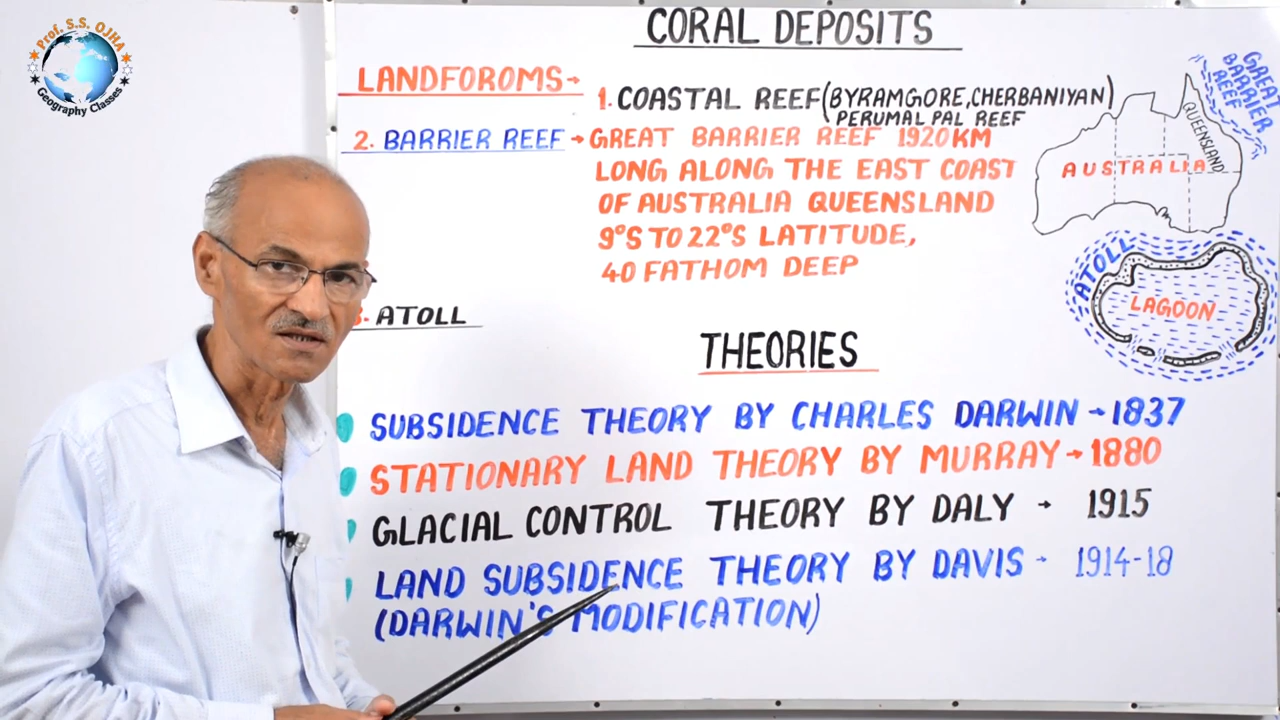 Prof. S.S. OJHA
Geography Classes
CORAL DEPOSITS
LANDFOROMS→
1. COASTAL REEF (BYRAMGORE, CHERBANIYAN)
PERUMAL PAL REEF
2. BARRIER REEF → GREAT BARRIER REEF 1920KM
LONG ALONG THE EAST COAST
OF AUSTRALIA QUEENSLAND
9°S TO 22°S LATITUDE,
40 FATHOM DEEP
3. ATOLL
GREAT
BARRIER
REEF
QUEENSLAND
AUSTRALIA
ATOLL
LAGOON
THEORIES
SUBSIDENCE THEORY BY CHARLES DARWIN → 1837
STATIONARY LAND THEORY BY MURRAY → 1880
GLACIAL CONTROL THEORY BY DALY → 1915
LAND SUBSIDENCE THEORY BY DAVIS - 1914-18
(DARWIN'S MODIFICATION)